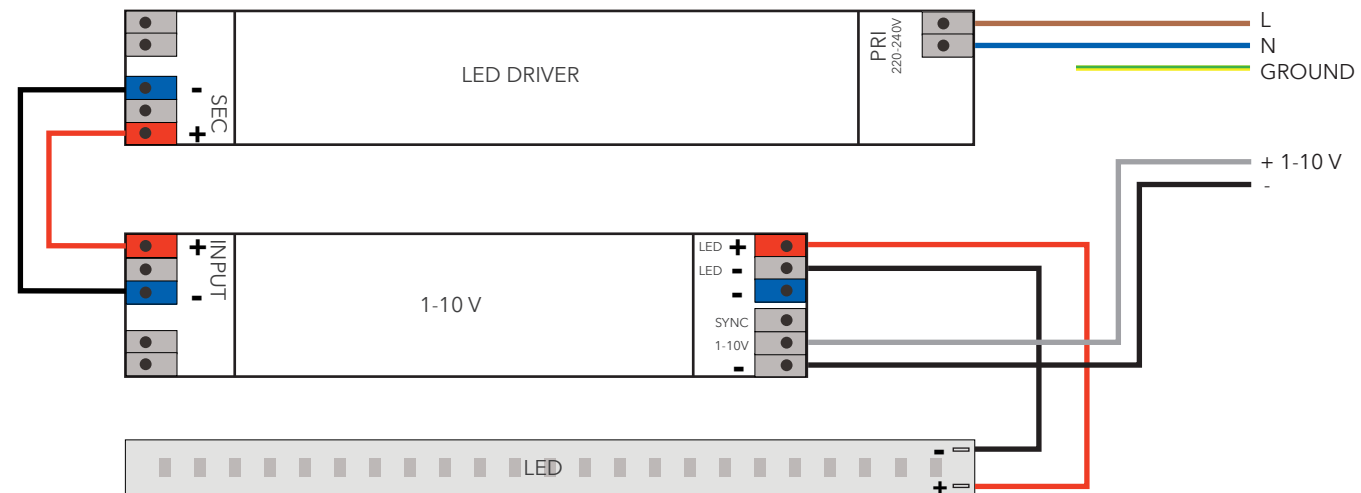 L
PRI
220-240V
N
LED DRIVER
GROUND
-
SEC
+
+ 1-10 V
-
+
INPUT
-
1-10 V
LED +
LED -
-
SYNC
1-10V
-
LED
-
+